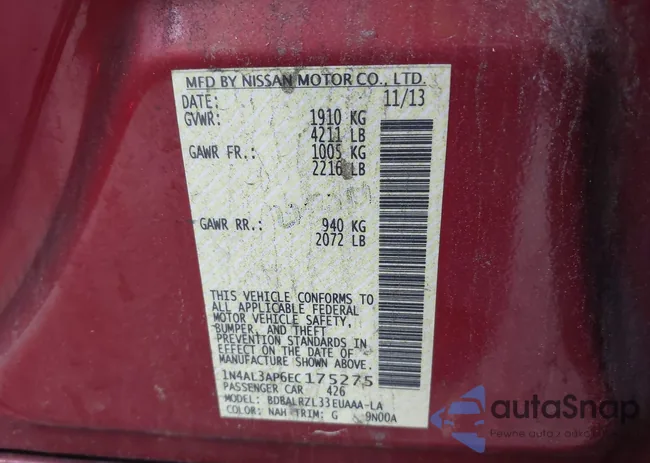 MFD BY NISSAN MOTOR CO., LTD.
DATE: 11/13
GVWR: 1910 KG
4211 LB
GAWR FR.: 1005 KG
2216 LB
GAWR RR.: 940 KG
2072 LB
THIS VEHICLE CONFORMS TO
ALL APPLICABLE FEDERAL
MOTOR VEHICLE SAFETY,
BUMPER, AND THEFT
PREVENTION STANDARDS IN
EFFECT ON THE DATE OF
MANUFACTURE SHOWN ABOVE.
1N4AL3AP6EC175275
PASSENGER CAR 426
MODEL: BDBALRZL33EUAAA-LA
COLOR: NAH TRIM: G 9N00A
autoSnap
Pewne auto i